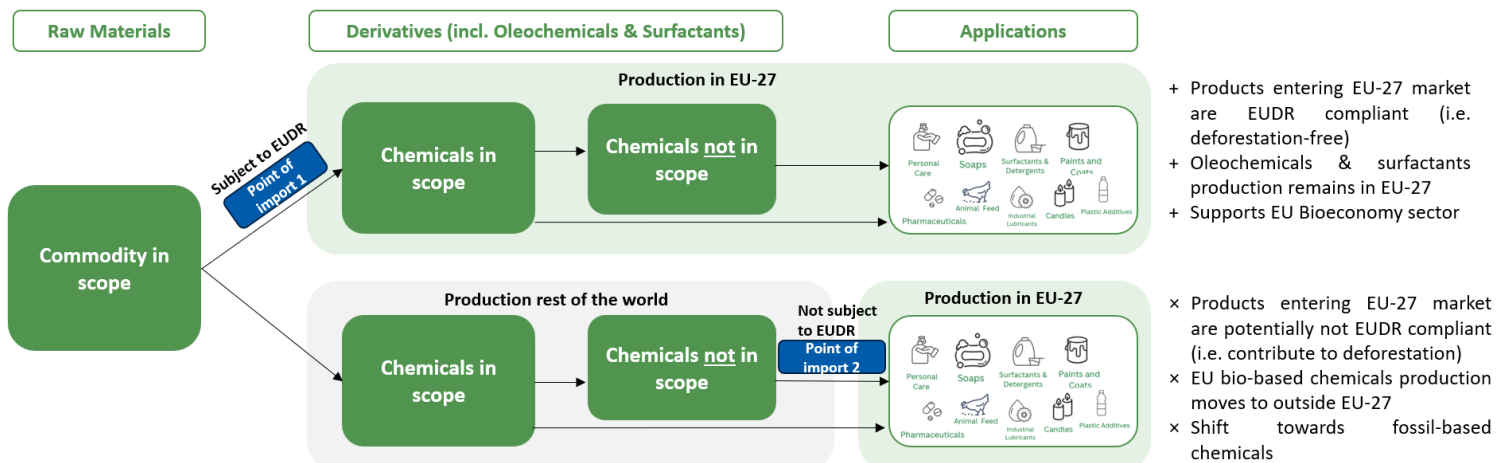 Raw Materials
Derivatives (incl. Oleochemicals & Surfactants)
Applications
Production in EU-27
Subject to EUDR
Point of
import 1
Commodity in
scope
Chemicals in
scope
Chemicals not in
scope
Personal
Care
Soaps
Surfactants &
Detergents
Paints and
Coats
Pharmaceuticals
Animal Feed
Industrial
Lubricants
Candles
Plastic Additives
+ Products entering EU-27 market
are EUDR compliant (i.e.
deforestation-free)
+ Oleochemicals & surfactants
production remains in EU-27
+ Supports EU Bioeconomy sector
Production rest of the world
Chemicals in
scope
Chemicals not in
scope
Not subject
to EUDR
Point of
import 2
Production in EU-27
Personal
Care
Soaps
Surfactants &
Detergents
Paints and
Coats
Pharmaceuticals
Animal Feed
Industrial
Lubricants
Candles
Plastic Additives
× Products entering EU-27 market
are potentially not EUDR compliant
(i.e. contribute to deforestation)
× EU bio-based chemicals production
moves to outside EU-27
× Shift towards fossil-based
chemicals